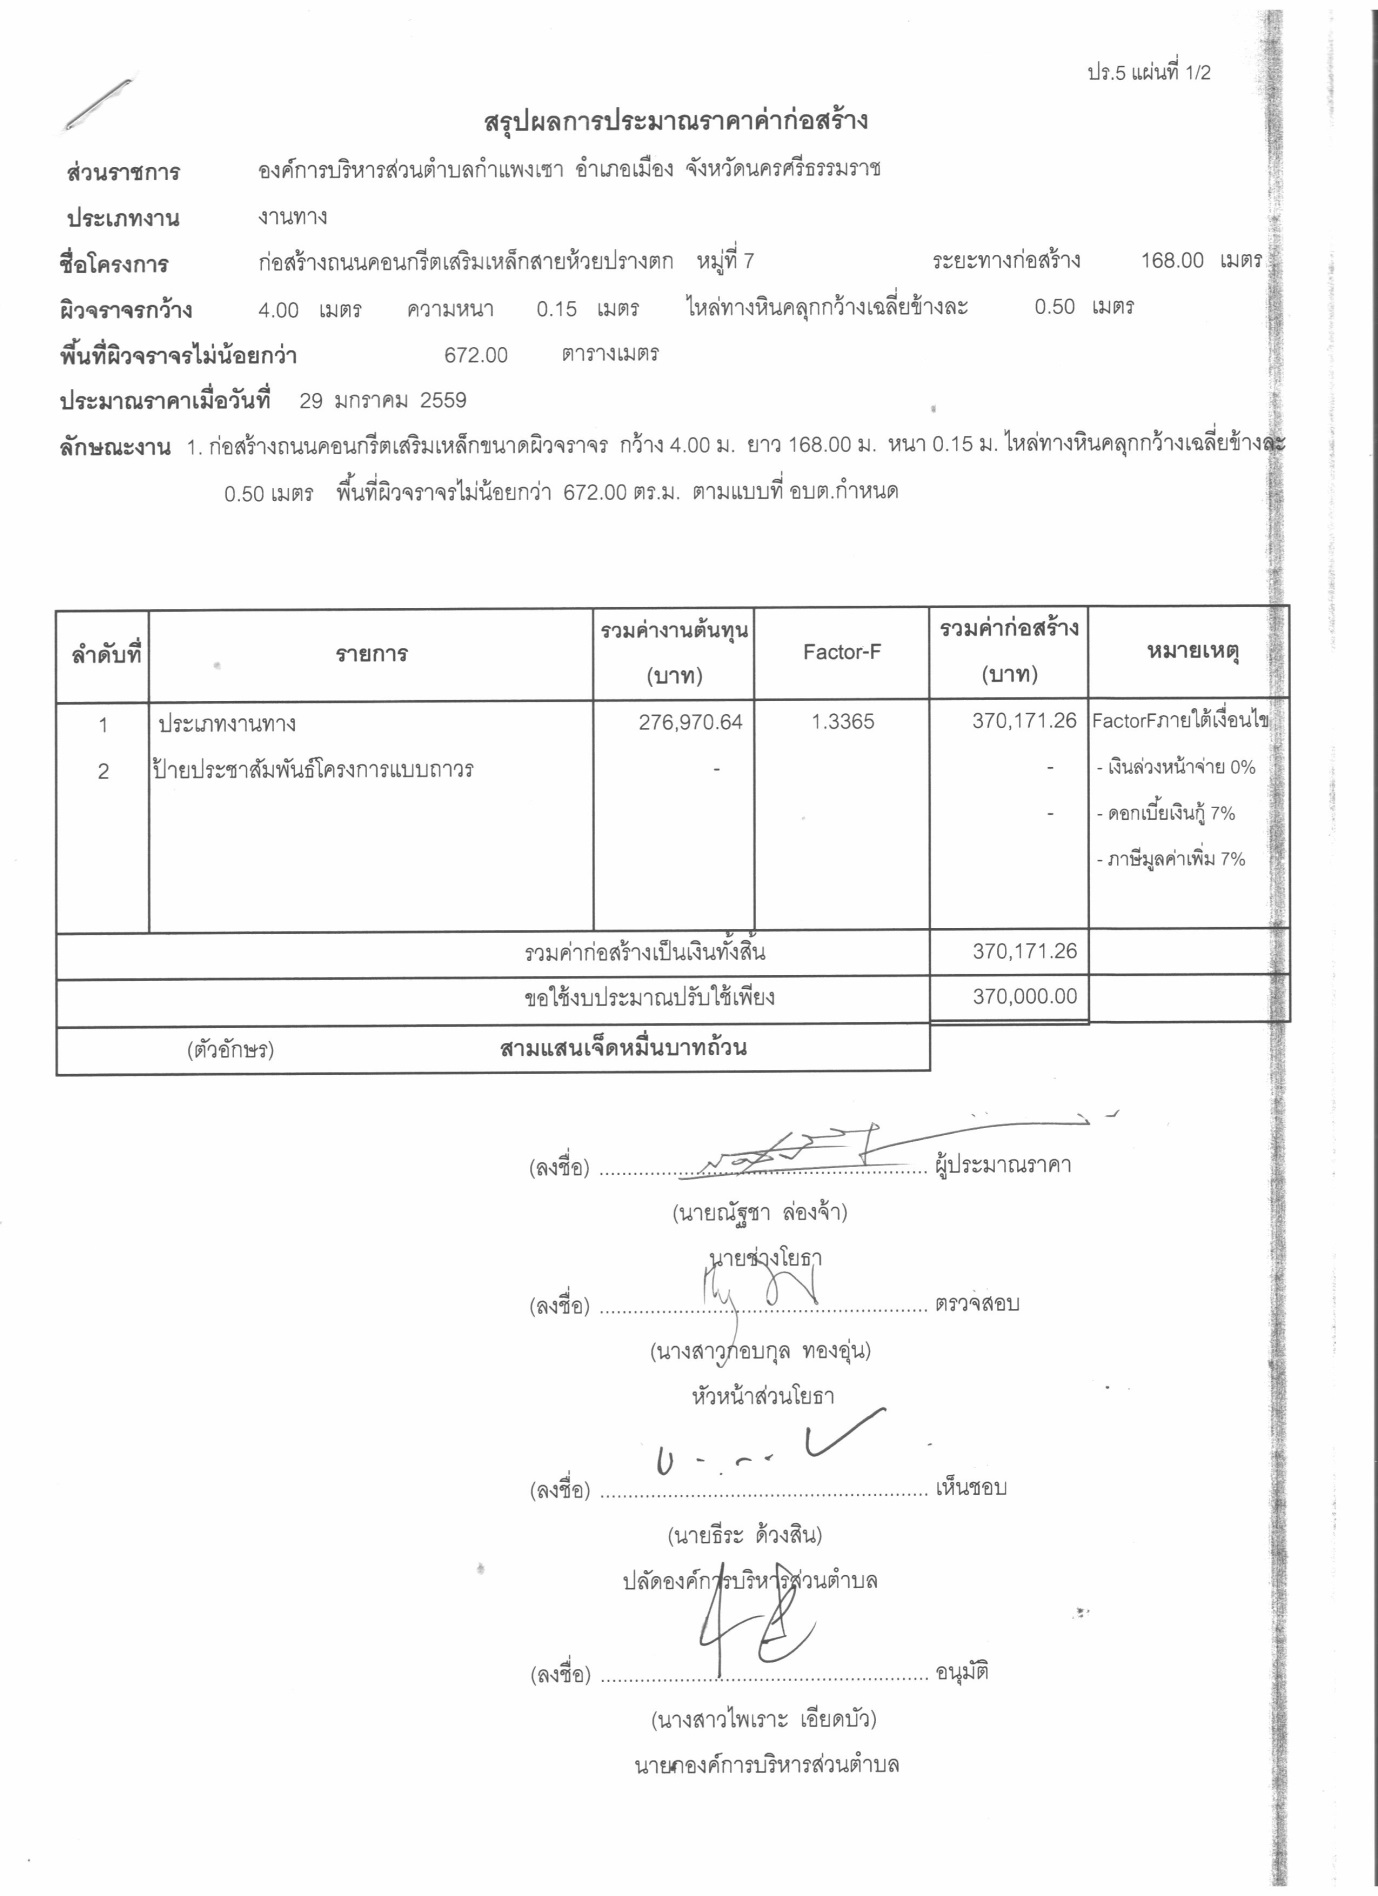 ปร.5 แผ่นที่ 1/2
สรุปผลการประมาณราคาค่าก่อสร้าง
ส่วนราชการ องค์การบริหารส่วนตำบลกำแพงเซา อำเภอเมือง จังหวัดนครศรีธรรมราช
ประเภทงาน งานทาง
ชื่อโครงการ ก่อสร้างถนนคอนกรีตเสริมเหล็กสายห้วยปรางตก หมู่ที่ 7 ระยะทางก่อสร้าง 168.00 เมตร
ผิวจราจรกว้าง 4.00 เมตร ความหนา 0.15 เมตร ไหล่ทางหินคลุกกว้างเฉลี่ยข้างละ 0.50 เมตร
พื้นที่ผิวจราจรไม่น้อยกว่า 672.00 ตารางเมตร
ประมาณราคาเมื่อวันที่ 29 มกราคม 2559
ลักษณะงาน 1. ก่อสร้างถนนคอนกรีตเสริมเหล็กขนาดผิวจราจร กว้าง 4.00 ม. ยาว 168.00 ม. หนา 0.15 ม. ไหล่ทางหินคลุกกว้างเฉลี่ยข้างละ
0.50 เมตร พื้นที่ผิวจราจรไม่น้อยกว่า 672.00 ตร.ม. ตามแบบที่ อบต.กำหนด
ลำดับที่ รายการ รวมค่างานต้นทุน (บาท) Factor-F รวมค่าก่อสร้าง (บาท) หมายเหตุ
1 ประเภทงานทาง 276,970.64 1.3365 370,171.26 FactorFภายใต้เงื่อนไข
2 ป้ายประชาสัมพันธ์โครงการแบบถาวร - - - เงินล่วงหน้าจ่าย 0%
- - ดอกเบี้ยเงินกู้ 7%
- ภาษีมูลค่าเพิ่ม 7%
รวมค่าก่อสร้างเป็นเงินทั้งสิ้น 370,171.26
ขอใช้งบประมาณปรับใช้เพียง 370,000.00
(ตัวอักษร) สามแสนเจ็ดหมื่นบาทถ้วน
(ลงชื่อ) ........................................ ผู้ประมาณราคา
(นายณัฐชา ล่องจ้า)
นายช่างโยธา
(ลงชื่อ) ........................................ ตรวจสอบ
(นางสาวกอบกุล ทองอุ่น)
หัวหน้าส่วนโยธา
(ลงชื่อ) ........................................ เห็นชอบ
(นายธีระ ด้วงสิน)
ปลัดองค์การบริหารส่วนตำบล
(ลงชื่อ) ........................................ อนุมัติ
(นางสาวไพเราะ เอียดบัว)
นายกองค์การบริหารส่วนตำบล